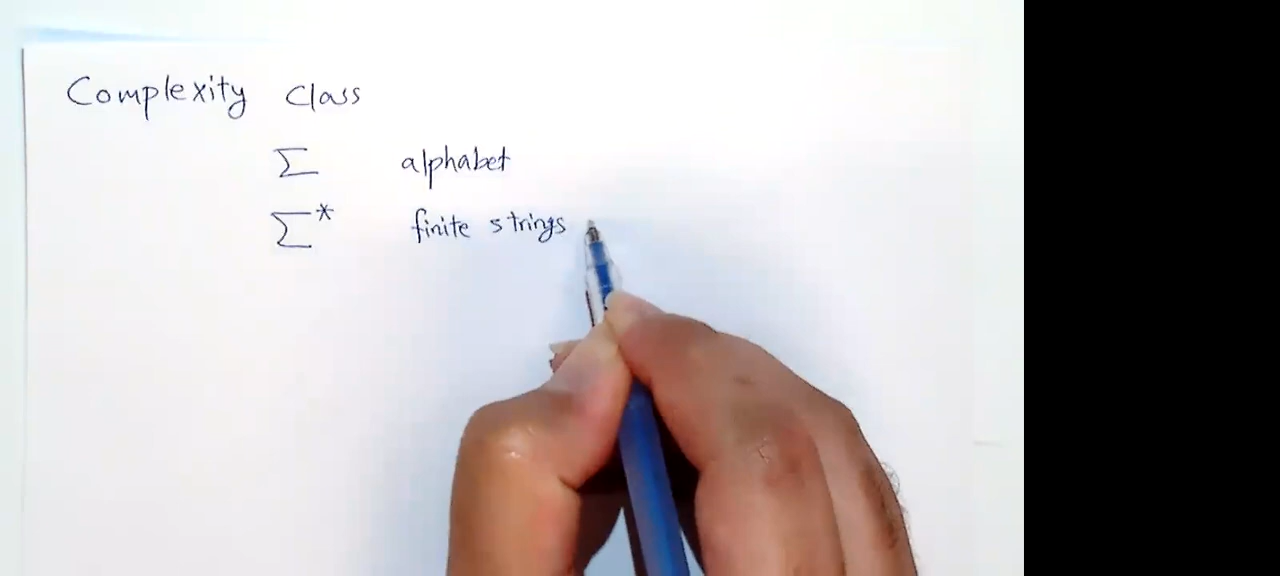 Complexity Class
Σ alphabet
Σ* finite strings